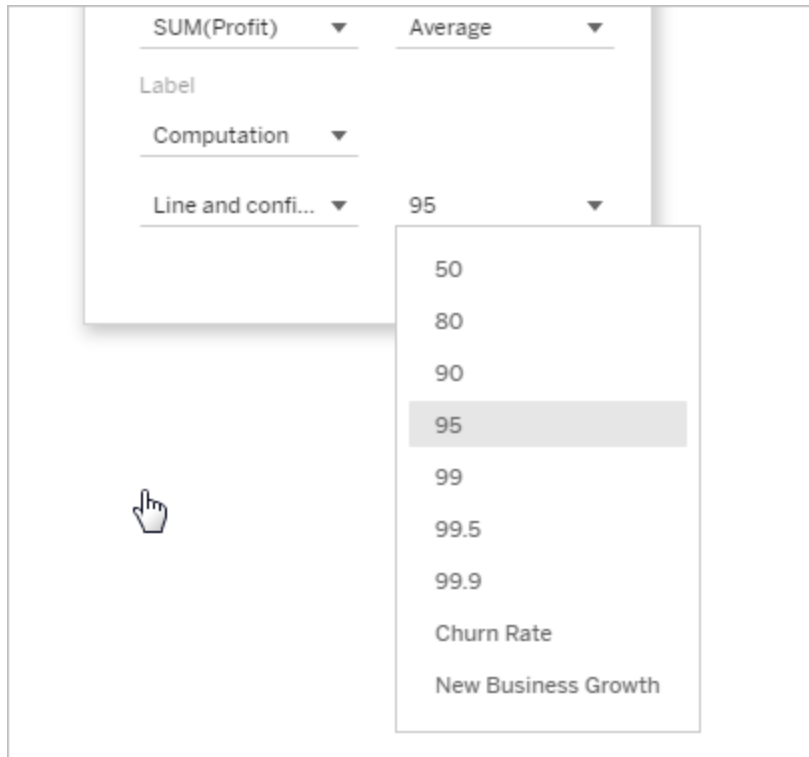 SUM(Profit) Average
Label
Computation
Line and confi... 95
50
80
90
95
99
99.5
99.9
Churn Rate
New Business Growth